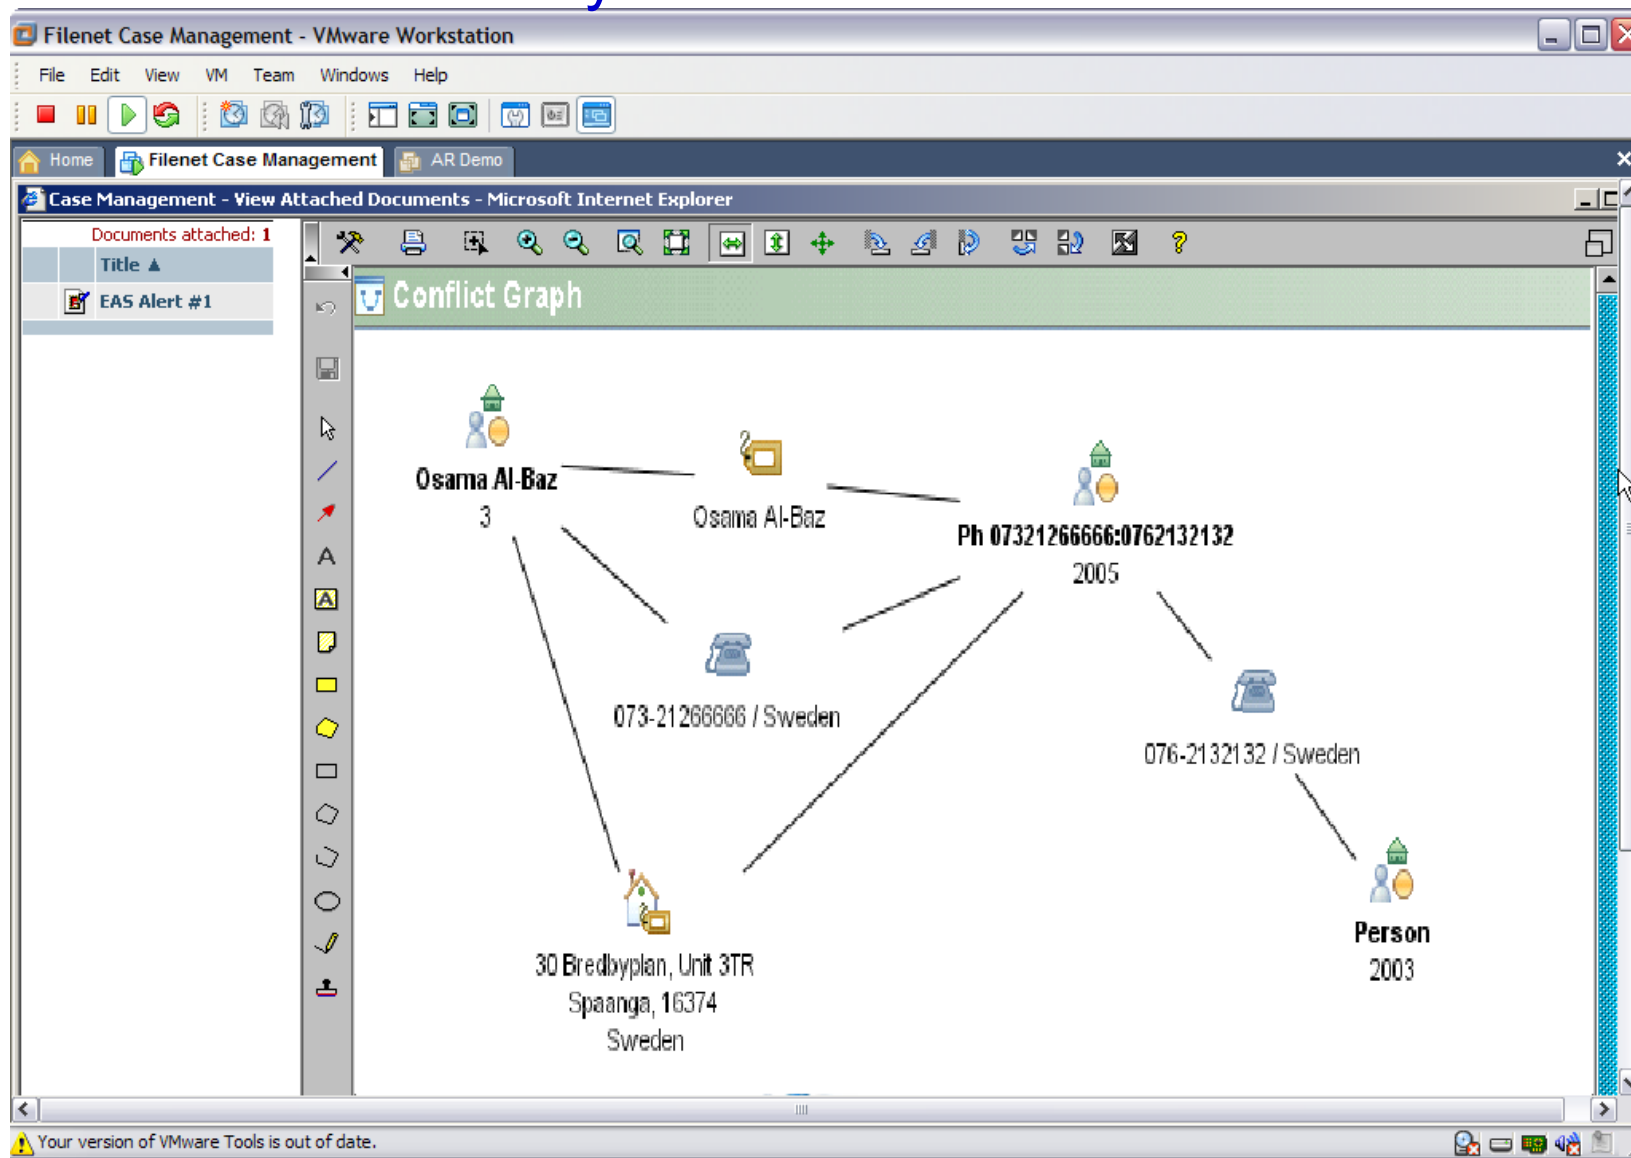 Filenet Case Management - VMware Workstation
File Edit View VM Team Windows Help
Home Filenet Case Management AR Demo
Case Management - View Attached Documents - Microsoft Internet Explorer
Documents attached: 1
Title
EAS Alert #1
Conflict Graph
Osama Al-Baz
3
Osama Al-Baz
Ph 07321266666:0762132132
2005
073-21266666 / Sweden
076-2132132 / Sweden
30 Bredbyplan, Unit 3TR
Spaanga, 16374
Sweden
Person
2003
Your version of VMware Tools is out of date.